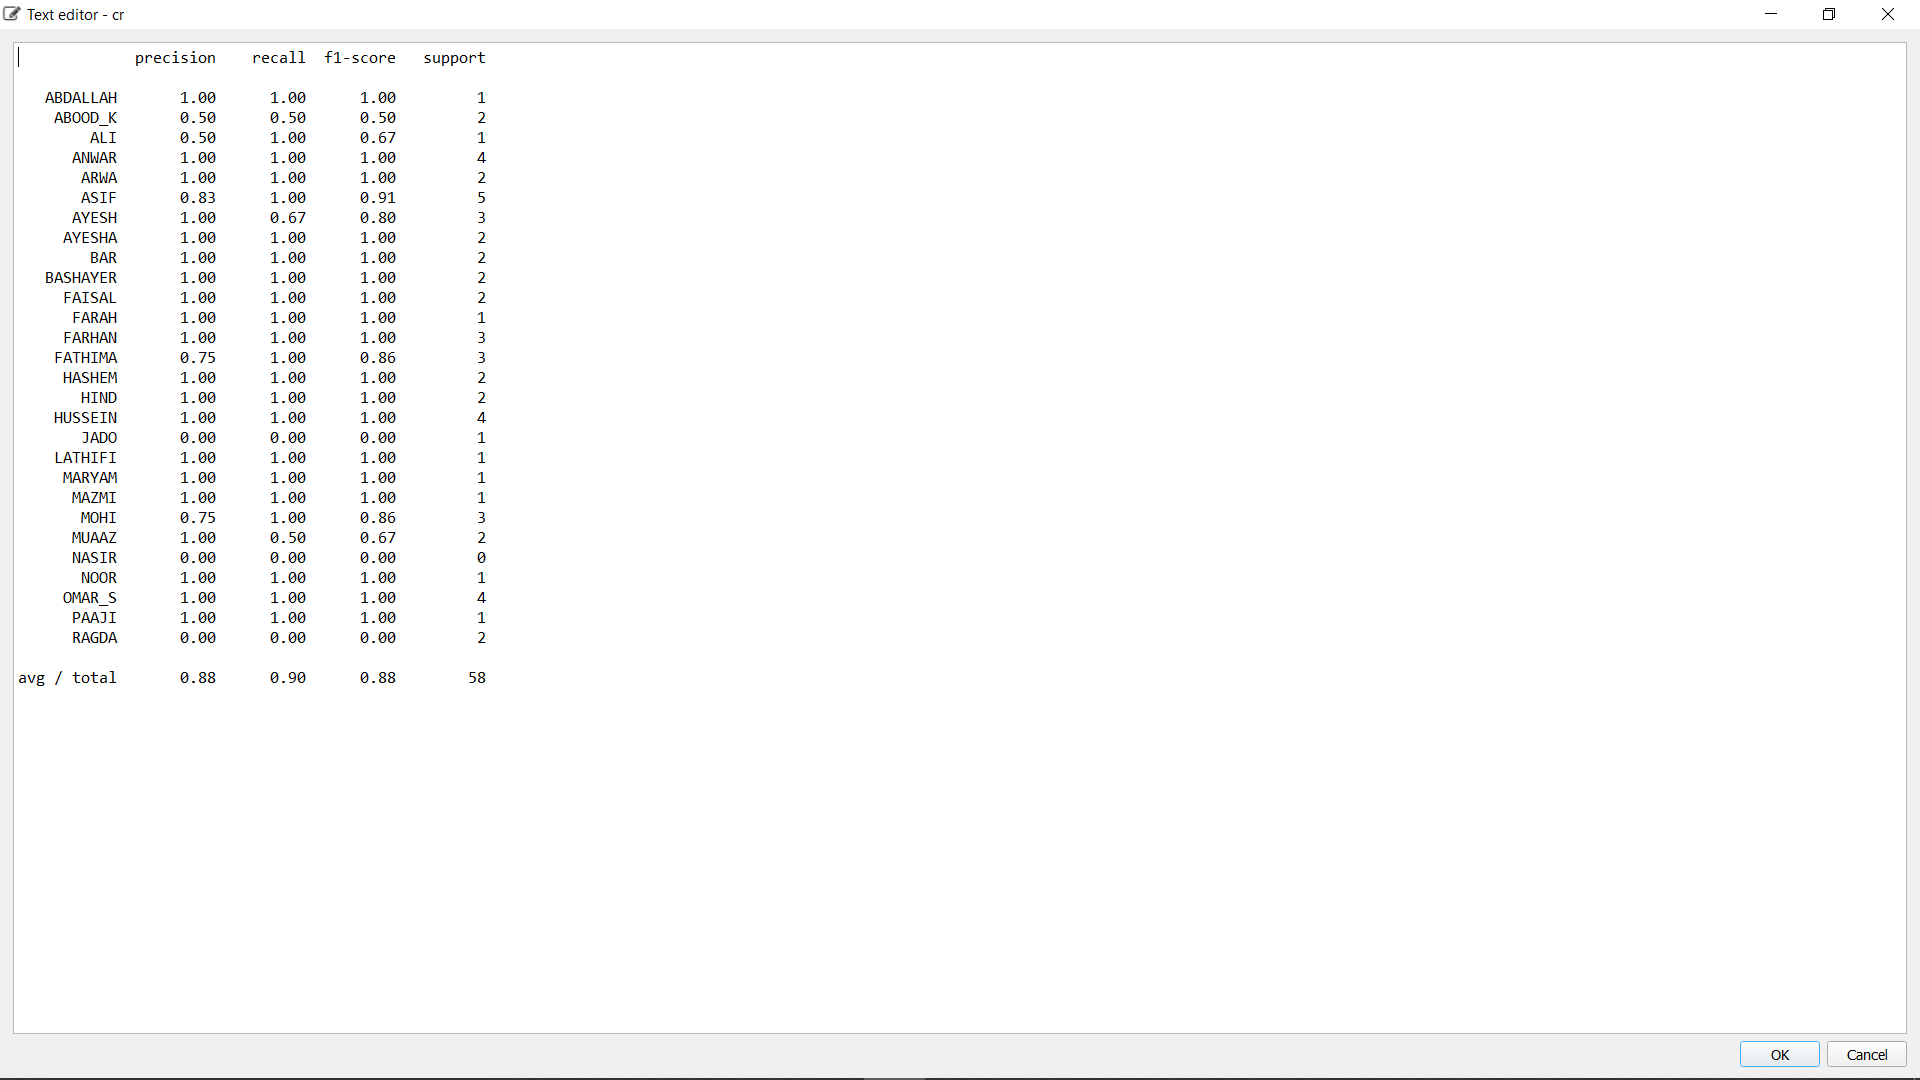 Text editor - cr
precision recall f1-score support
ABDALLAH 1.00 1.00 1.00 1
ABOOD_K 0.50 0.50 0.50 2
ALI 0.50 1.00 0.67 1
ANWAR 1.00 1.00 1.00 4
ARWA 1.00 1.00 1.00 2
ASIF 0.83 1.00 0.91 5
AYESH 1.00 0.67 0.80 3
AYESHA 1.00 1.00 1.00 2
BAR 1.00 1.00 1.00 2
BASHAYER 1.00 1.00 1.00 2
FAISAL 1.00 1.00 1.00 2
FARAH 1.00 1.00 1.00 1
FARHAN 1.00 1.00 1.00 3
FATHIMA 0.75 1.00 0.86 3
HASHEM 1.00 1.00 1.00 2
HIND 1.00 1.00 1.00 2
HUSSEIN 1.00 1.00 1.00 4
JADO 0.00 0.00 0.00 1
LATHIFI 1.00 1.00 1.00 1
MARYAM 1.00 1.00 1.00 1
MAZMI 1.00 1.00 1.00 1
MOHI 0.75 1.00 0.86 3
MUAAZ 1.00 0.50 0.67 2
NASIR 0.00 0.00 0.00 0
NOOR 1.00 1.00 1.00 1
OMAR_S 1.00 1.00 1.00 4
PAAJI 1.00 1.00 1.00 1
RAGDA 0.00 0.00 0.00 2
avg / total 0.88 0.90 0.88 58
OK Cancel